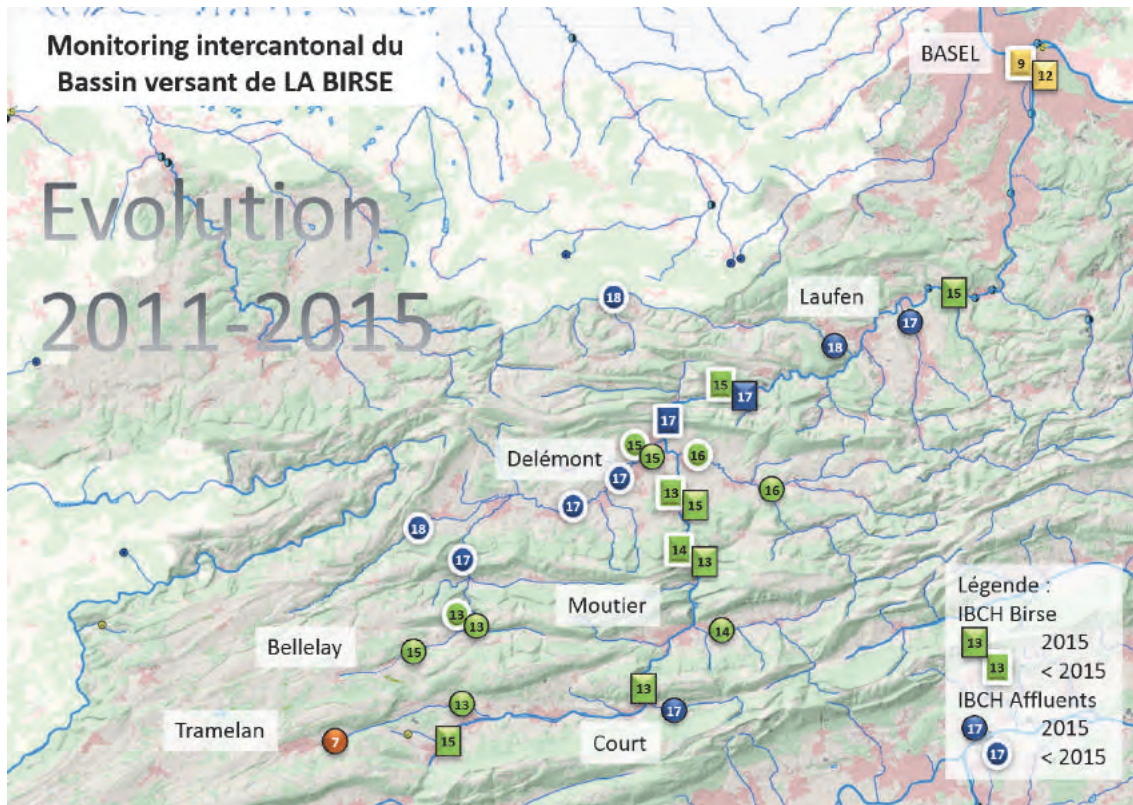 Monitoring intercantonal du
Bassin versant de LA BIRSE
BASEL
9
12
Evolution
2011-2015
18
Laufen
15
17
18
15
17
17
15
15
16
Delémont
17
16
13
15
17
18
14
13
17
Moutier
13
13
14
Bellelay
15
13
13
17
Tramelan
7
15
Court
Légende :
IBCH Birse
13 2015
13 < 2015
IBCH Affluents
17 2015
17 < 2015